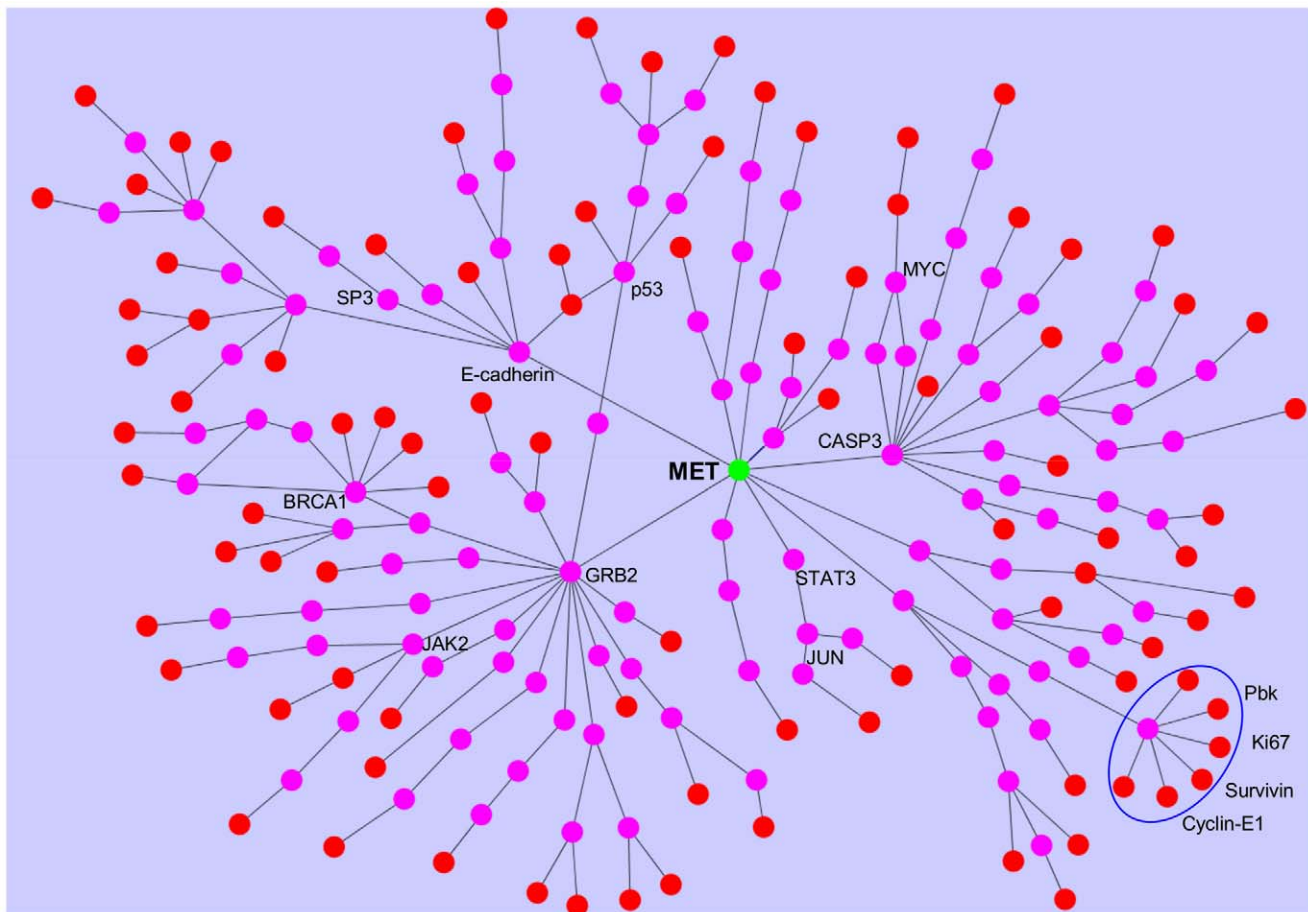 MYC
p53
SP3
E-cadherin
CASP3
MET
BRCA1
GRB2
STAT3
JAK2
JUN
Pbk
Ki67
Survivin
Cyclin-E1